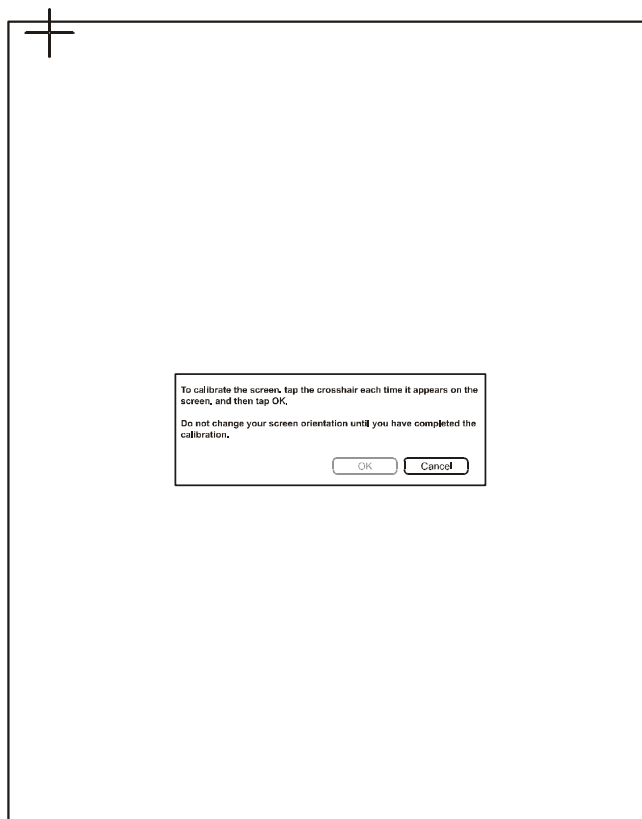 To calibrate the screen, tap the crosshair each time it appears on the
screen, and then tap OK.
Do not change your screen orientation until you have completed the
calibration.
OK Cancel